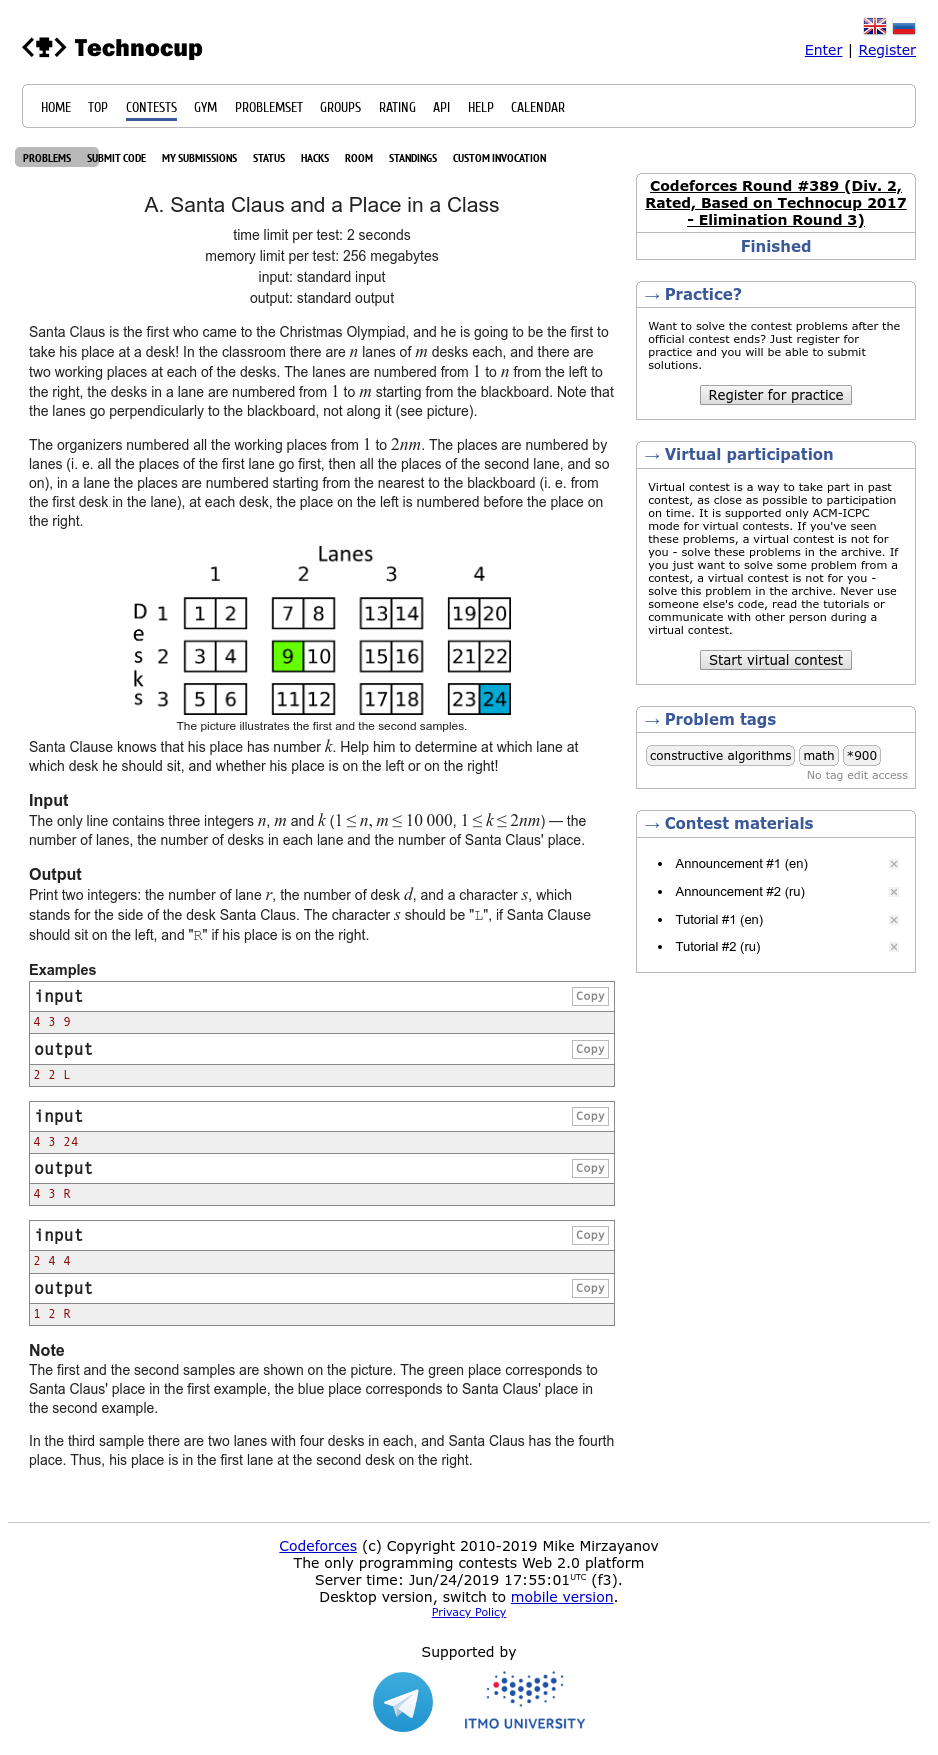 Technocup
Enter | Register
HOME TOP CONTESTS GYM PROBLEMSET GROUPS RATING API HELP CALENDAR
PROBLEMS SUBMIT CODE MY SUBMISSIONS STATUS HACKS ROOM STANDINGS CUSTOM INVOCATION
A. Santa Claus and a Place in a Class
time limit per test: 2 seconds
memory limit per test: 256 megabytes
input: standard input
output: standard output
Santa Claus is the first who came to the Christmas Olympiad, and he is going to be the first to
take his place at a desk! In the classroom there are n lanes of m desks each, and there are
two working places at each of the desks. The lanes are numbered from 1 to n from the left to
the right, the desks in a lane are numbered from 1 to m starting from the blackboard. Note that
the lanes go perpendicularly to the blackboard, not along it (see picture).
The organizers numbered all the working places from 1 to 2nm. The places are numbered by
lanes (i. e. all the places of the first lane go first, then all the places of the second lane, and so
on), in a lane the places are numbered starting from the nearest to the blackboard (i. e. from
the first desk in the lane), at each desk, the place on the left is numbered before the place on
the right.
Lanes
1 2 3 4
Desks
1 1 2 7 8 13 14 19 20
2 3 4 9 10 15 16 21 22
3 5 6 11 12 17 18 23 24
The picture illustrates the first and the second samples.
Santa Clause knows that his place has number k. Help him to determine at which lane at
which desk he should sit, and whether his place is on the left or on the right!
Input
The only line contains three integers n, m and k (1 ≤ n, m ≤ 10 000, 1 ≤ k ≤ 2nm) — the
number of lanes, the number of desks in each lane and the number of Santa Claus' place.
Output
Print two integers: the number of lane r, the number of desk d, and a character s, which
stands for the side of the desk Santa Claus. The character s should be "L", if Santa Clause
should sit on the left, and "R" if his place is on the right.
Examples
input Copy
4 3 9
output Copy
2 2 L
input Copy
4 3 24
output Copy
4 3 R
input Copy
2 4 4
output Copy
1 2 R
Note
The first and the second samples are shown on the picture. The green place corresponds to
Santa Claus' place in the first example, the blue place corresponds to Santa Claus' place in
the second example.
In the third sample there are two lanes with four desks in each, and Santa Claus has the fourth
place. Thus, his place is in the first lane at the second desk on the right.
Codeforces Round #389 (Div. 2,
Rated, Based on Technocup 2017
- Elimination Round 3)
Finished
→ Practice?
Want to solve the contest problems after the
official contest ends? Just register for
practice and you will be able to submit
solutions.
Register for practice
→ Virtual participation
Virtual contest is a way to take part in past
contest, as close as possible to participation
on time. It is supported only ACM-ICPC
mode for virtual contests. If you've seen
these problems, a virtual contest is not for
you - solve these problems in the archive. If
you just want to solve some problem from a
contest, a virtual contest is not for you -
solve this problem in the archive. Never use
someone else's code, read the tutorials or
communicate with other person during a
virtual contest.
Start virtual contest
→ Problem tags
constructive algorithms math *900
No tag edit access
→ Contest materials
Announcement #1 (en)
Announcement #2 (ru)
Tutorial #1 (en)
Tutorial #2 (ru)
Codeforces (c) Copyright 2010-2019 Mike Mirzayanov
The only programming contests Web 2.0 platform
Server time: Jun/24/2019 17:55:01UTC (f3).
Desktop version, switch to mobile version.
Privacy Policy
Supported by
ITMO UNIVERSITY